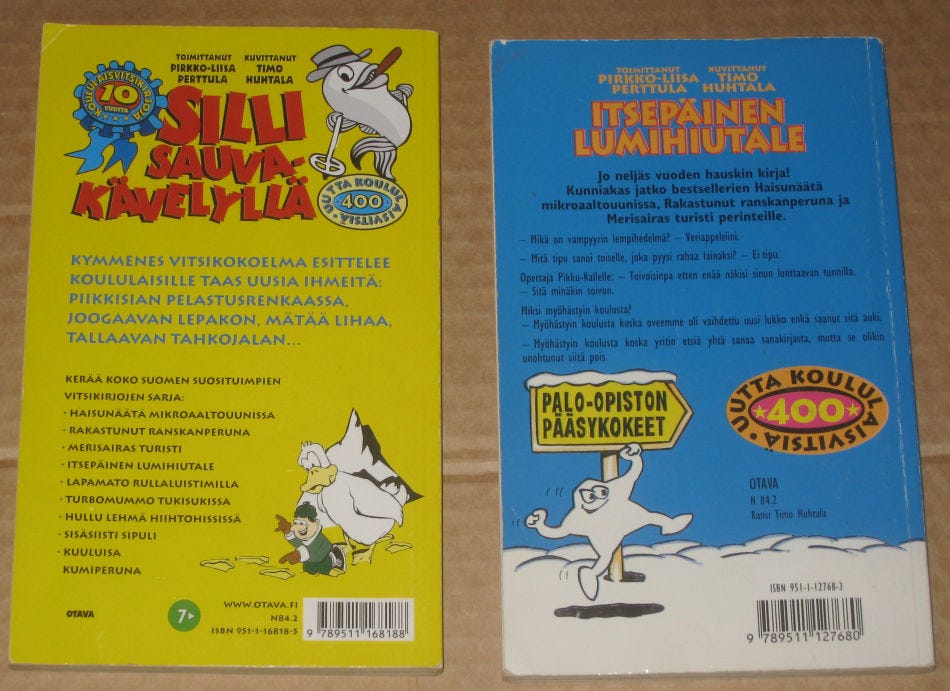 KOULULAISVITSIKIRJOJA
10
VUOTTA
TOIMITTANUT
PIRKKO-LIISA
PERTTULA
KUVITTANUT
TIMO
HUHTALA
SILLI
SAUVA-
KÄVELYLLÄ
UUTTA KOULULAISVITSIÄ
400
KYMMENES VITSIKOKOELMA ESITTELEE
KOULULAISILLE TAAS UUSIA IHMEITÄ:
PIIKKISIAN PELASTUSRENKAASSA,
JOOGAAVAN LEPAKON, MÄTÄÄ LIHAA,
TALLAAVAN TAHKOJALAN...
KERÄÄ KOKO SUOMEN SUOSITUIMPIEN
VITSIKIRJOJEN SARJA:
· HAISUNÄÄTÄ MIKROAALTOUUNISSA
· RAKASTUNUT RANSKANPERUNA
· MERISAIRAS TURISTI
· ITSEPÄINEN LUMIHIUTALE
· LAPAMATO RULLALUISTIMILLA
· TURBOMUMMO TUKISUKISSA
· HULLU LEHMÄ HIIHTOHISSISSÄ
· SISÄSIISTI SIPULI
· KUULUISA
KUMIPERUNA
OTAVA
7
WWW.OTAVA.FI
N84.2
ISBN 951-1-16818-5
9 789511 168188
TOIMITTANUT
PIRKKO-LIISA
PERTTULA
KUVITTANUT
TIMO
HUHTALA
ITSEPÄINEN
LUMIHIUTALE
Jo neljäs vuoden hauskin kirja!
Kunniakas jatko bestsellerien Haisunäätä
mikroaaltouunissa, Rakastunut ranskanperuna ja
Merisairas turisti perinteille.
– Mikä on vampyyrin lempihedelmä? – Veriappelsiini.
– Mitä tipu sanoi toiselle, joka pyysi rahaa lainaksi? – Ei tipu.
Opettaja Pikku-Kallelle: – Toivoisinpa etten enää näkisi sinun lunttaavan tunnilla.
– Sitä minäkin toivon.
Miksi myöhästyin koulusta?
– Myöhästyin koulusta koska oveemme oli vaihdettu uusi lukko enkä saanut sitä auki.
– Myöhästyin koulusta koska yritin etsiä yhtä sanaa sanakirjasta, mutta se olikin
unohtunut siitä pois.
PALO-OPISTON
PÄÄSYKOKEET
UUTTA KOULULAISVITSIÄ
400
OTAVA
N 84.2
Kansi Timo Huhtala
ISBN 951-1-12768-3
9 789511 127680